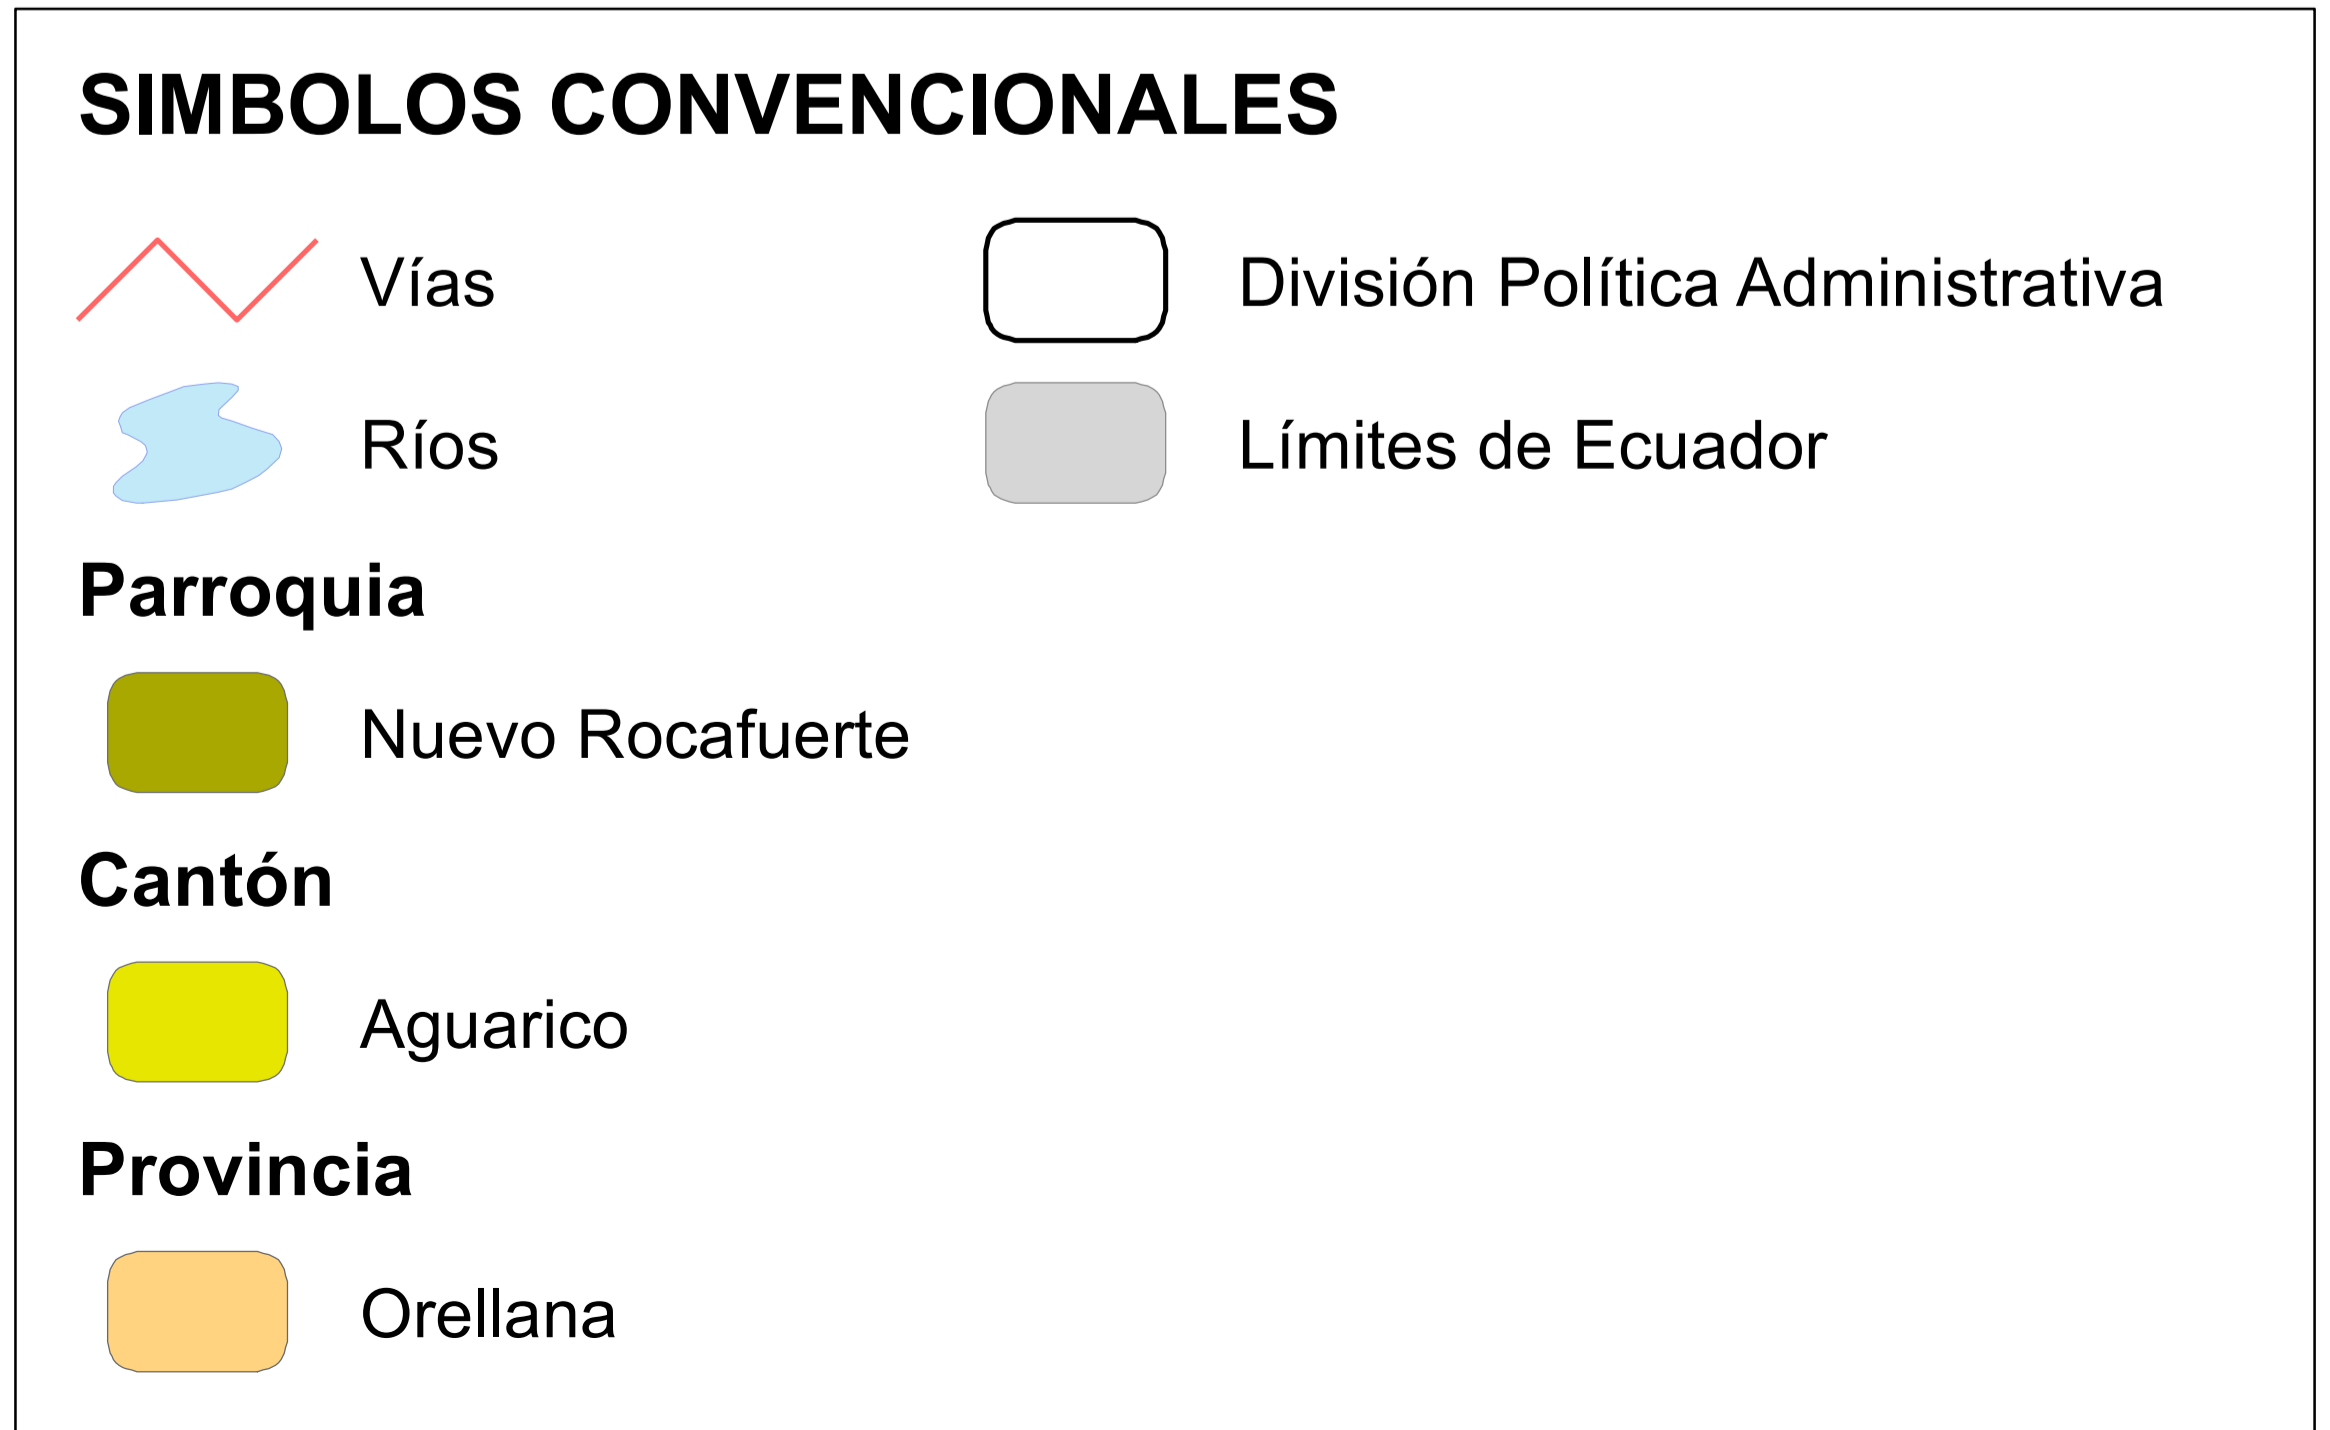 SIMBOLOS CONVENCIONALES
Vías
División Política Administrativa
Ríos
Límites de Ecuador
Parroquia
Nuevo Rocafuerte
Cantón
Aguarico
Provincia
Orellana